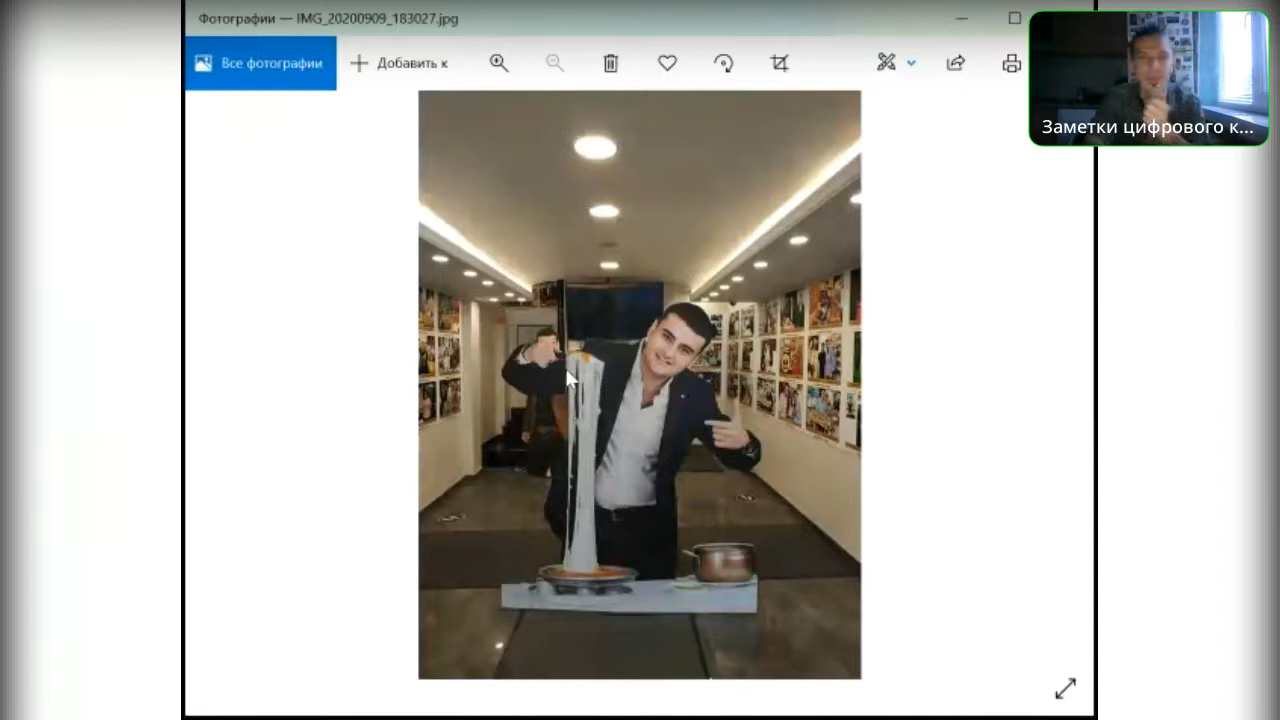 Фотографии — IMG_20200909_183027.jpg
Все фотографии
Добавить к
Заметки цифрового к...